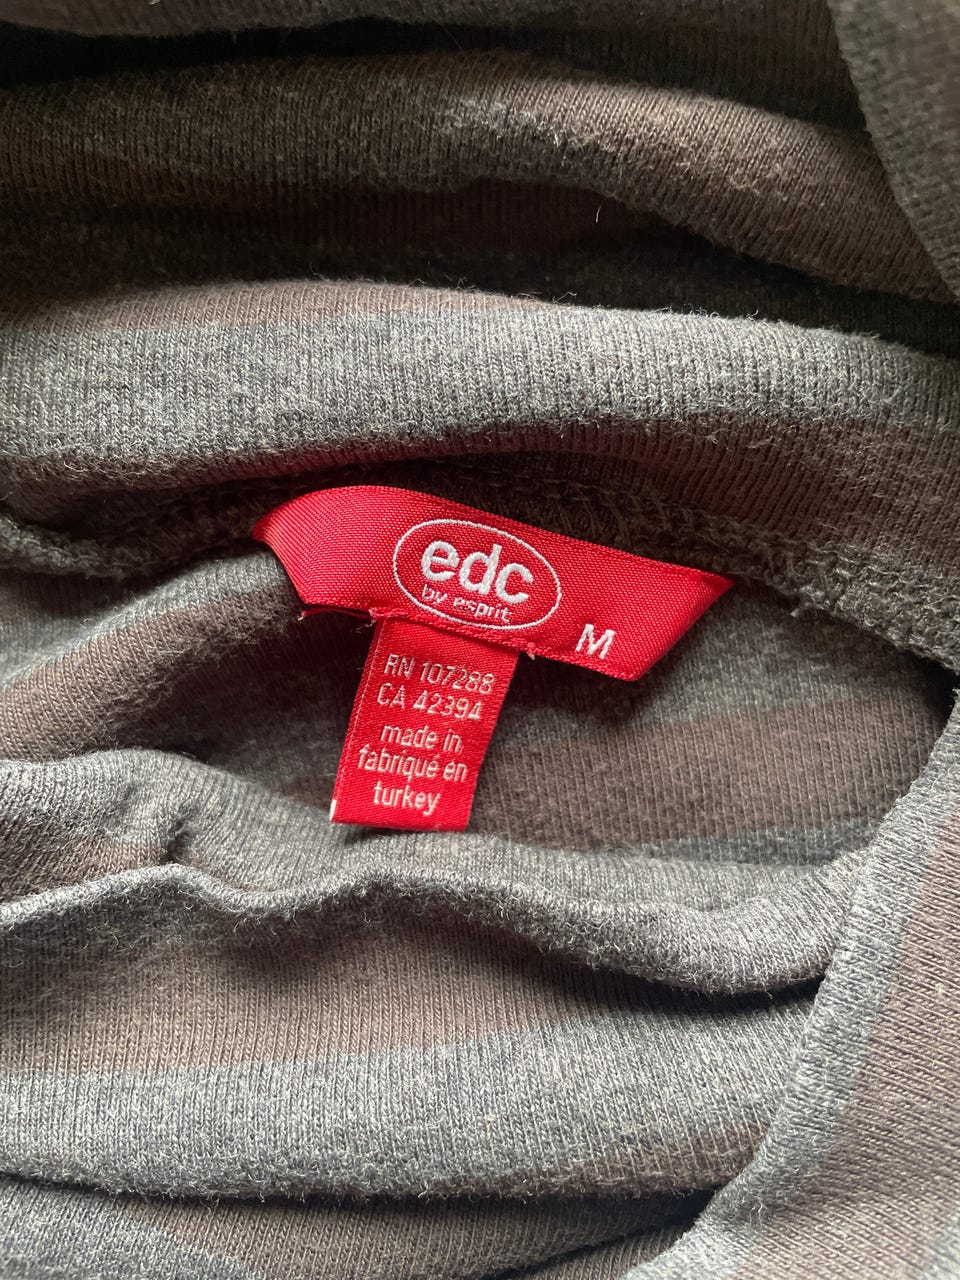 edc
by esprit
M
RN 107288
CA 42394
made in
fabriqué en
turkey